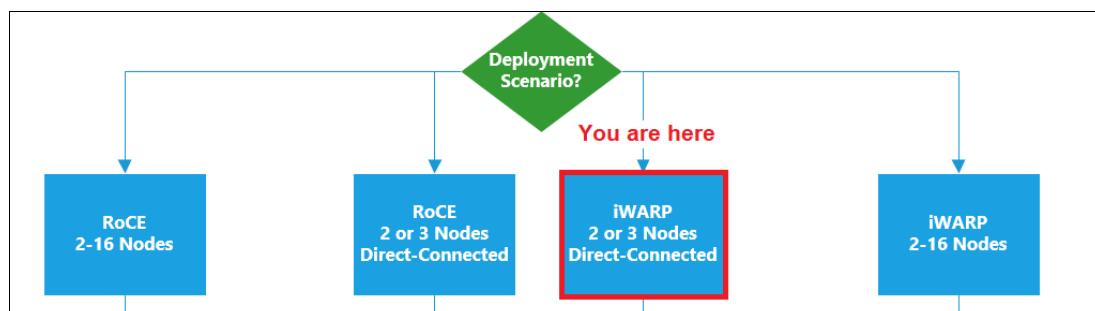 Deployment
Scenario?
You are here
RoCE
2-16 Nodes
RoCE
2 or 3 Nodes
Direct-Connected
iWARP
2 or 3 Nodes
Direct-Connected
iWARP
2-16 Nodes